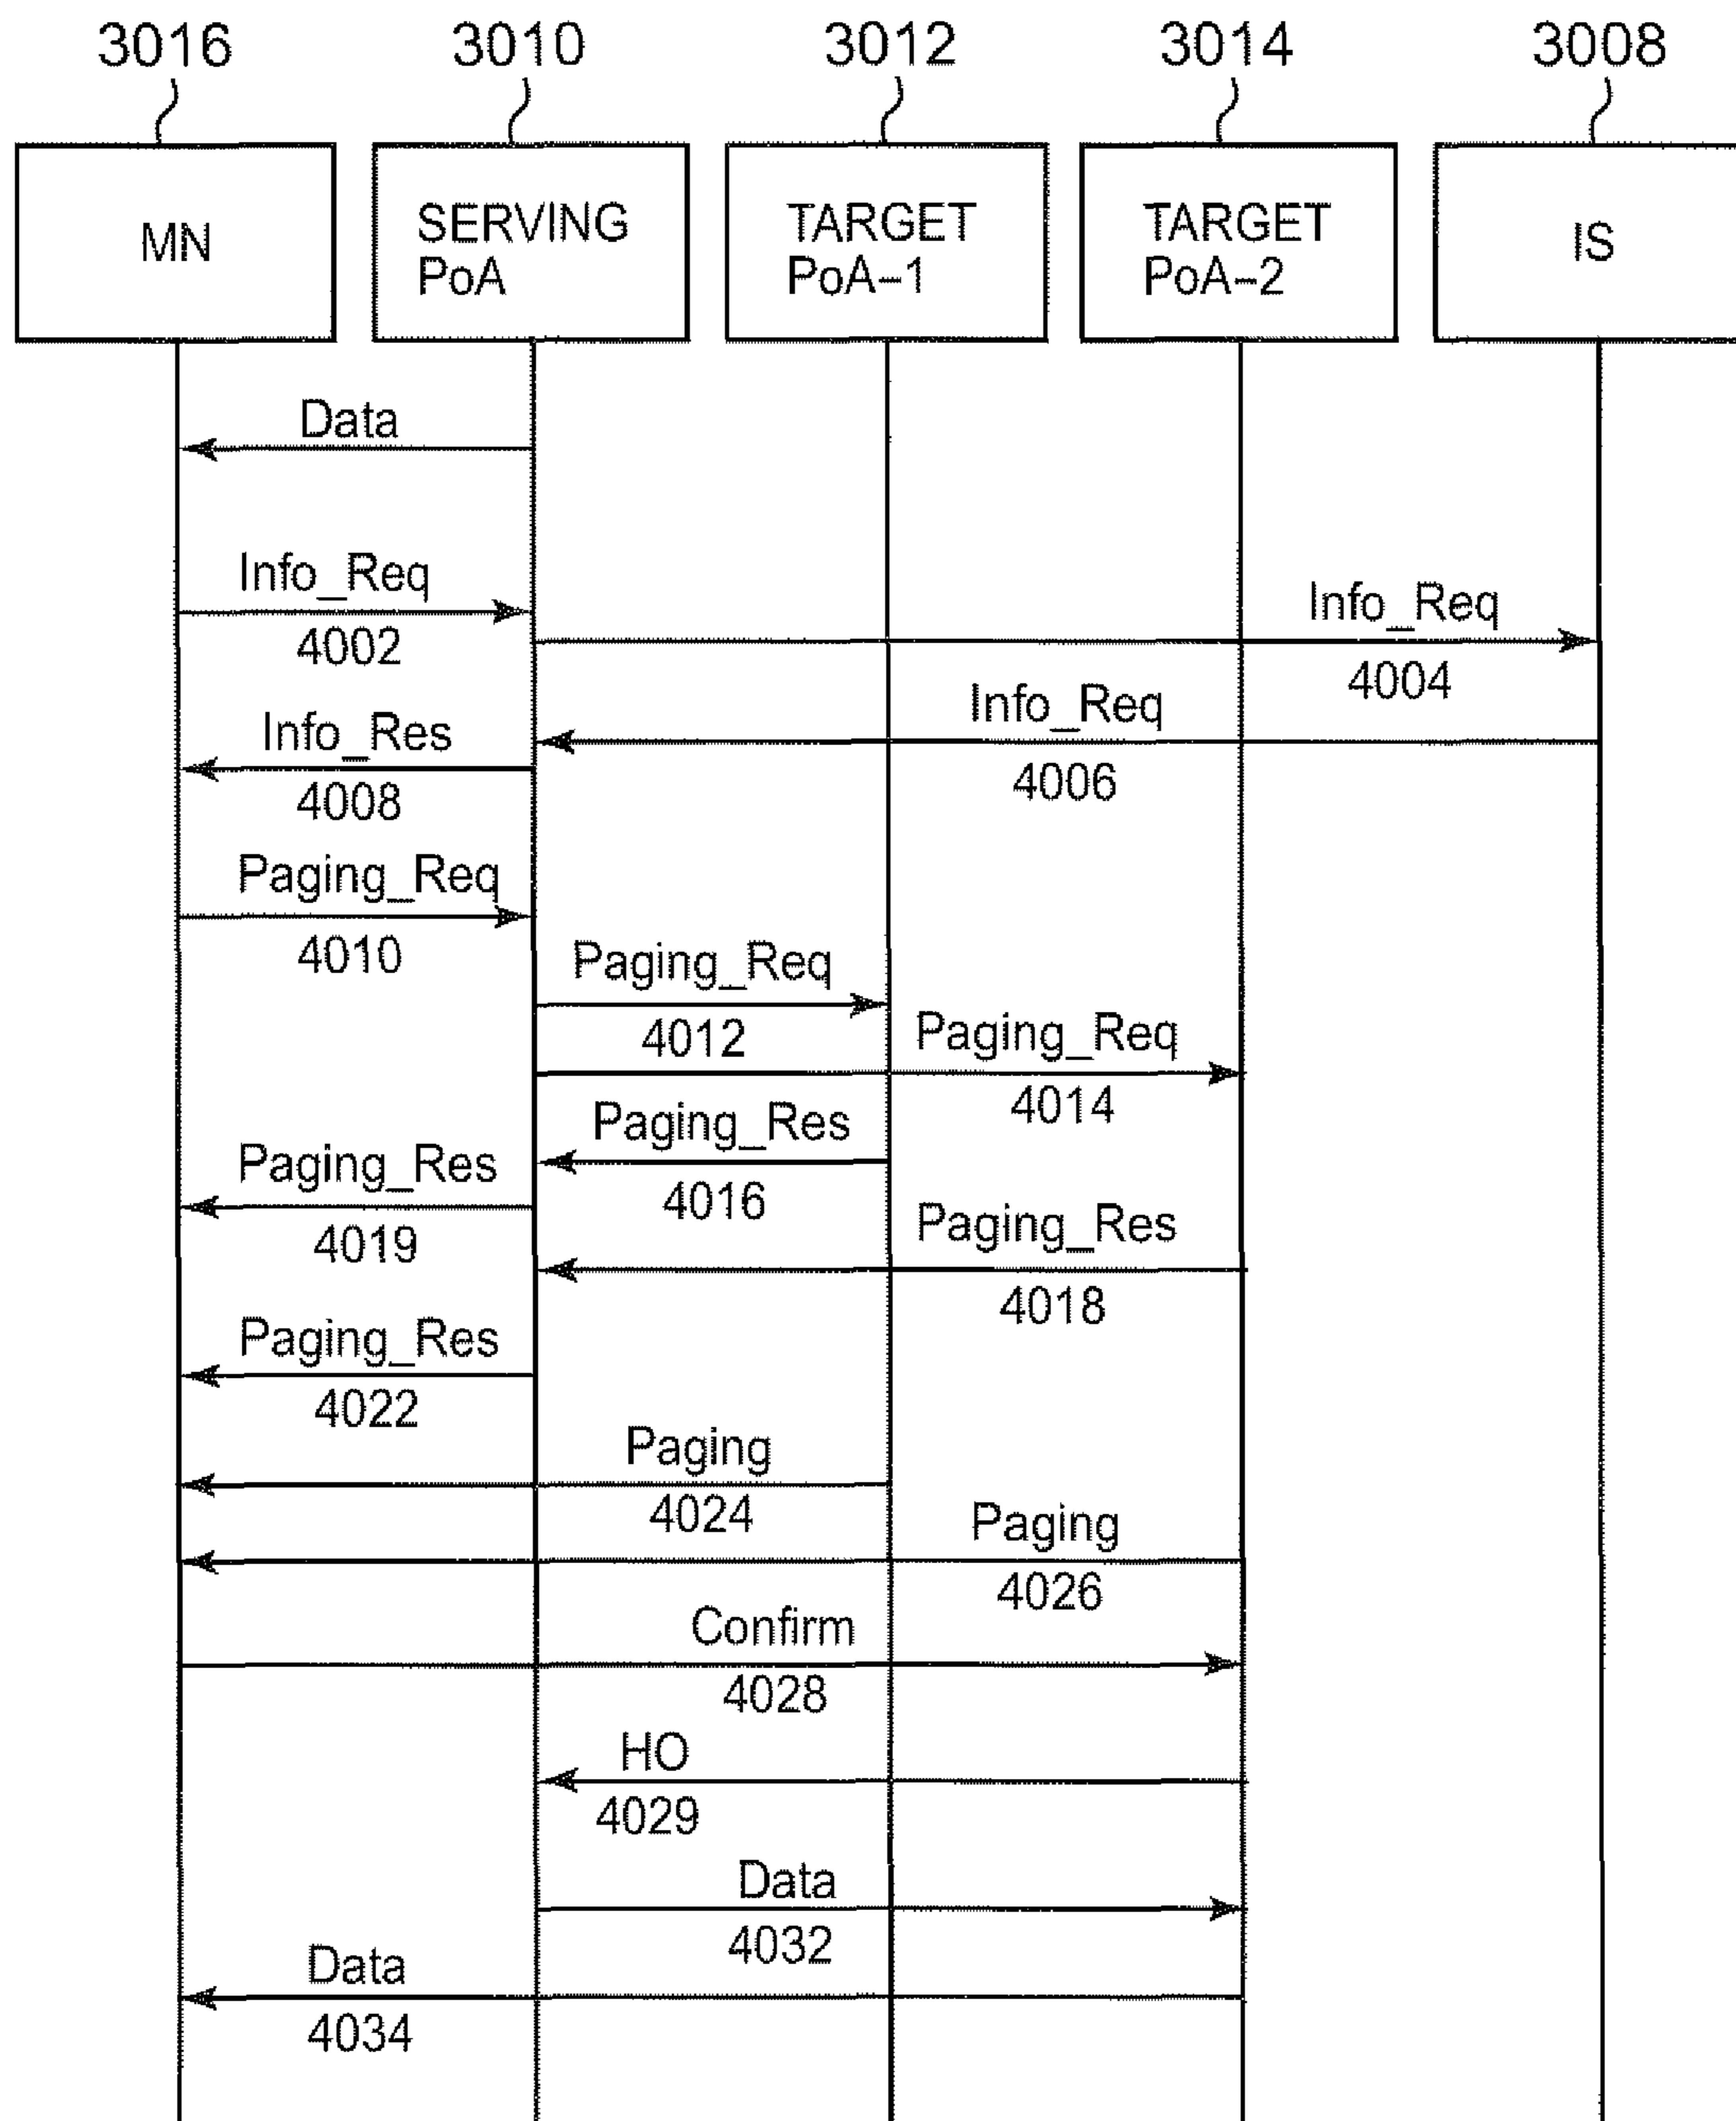 3016 3010 3012 3014 3008
MN
SERVING
PoA
TARGET
PoA-1
TARGET
PoA-2
IS
Data
Info_Req
4002
Info_Req
4004
Info_Req
4006
Info_Res
4008
Paging_Req
4010
Paging_Req
4012
Paging_Req
4014
Paging_Res
4016
Paging_Res
4019
Paging_Res
4018
Paging_Res
4022
Paging
4024
Paging
4026
Confirm
4028
HO
4029
Data
4032
Data
4034